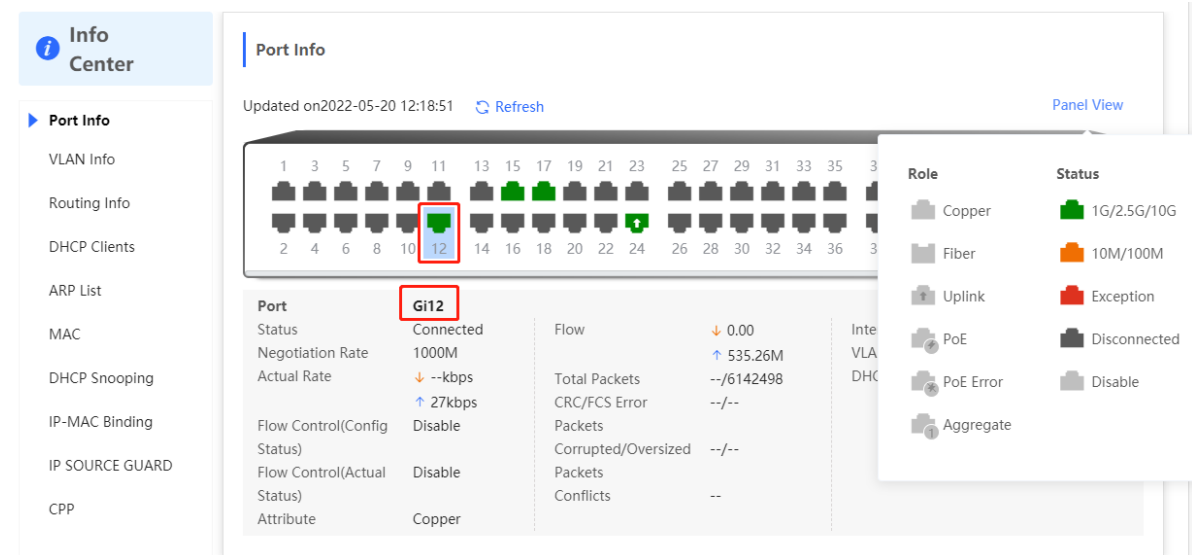 Info
Center
Port Info
VLAN Info
Routing Info
DHCP Clients
ARP List
MAC
DHCP Snooping
IP-MAC Binding
IP SOURCE GUARD
CPP
Port Info
Updated on2022-05-20 12:18:51 Refresh Panel View
1 3 5 7 9 11 13 15 17 19 21 23 25 27 29 31 33 35 3
2 4 6 8 10 12 14 16 18 20 22 24 26 28 30 32 34 36 3
Port Gi12
Status Connected
Negotiation Rate 1000M
Actual Rate ↓ --kbps
↑ 27kbps
Flow Control(Config Disable
Status)
Flow Control(Actual Disable
Status)
Attribute Copper
Flow ↓ 0.00
↑ 535.26M
Total Packets --/6142498
CRC/FCS Error --/--
Packets
Corrupted/Oversized --/--
Packets
Conflicts --
Inte
VLA
DHC
Role
Copper
Fiber
Uplink
PoE
PoE Error
1 Aggregate
Status
1G/2.5G/10G
10M/100M
Exception
Disconnected
Disable